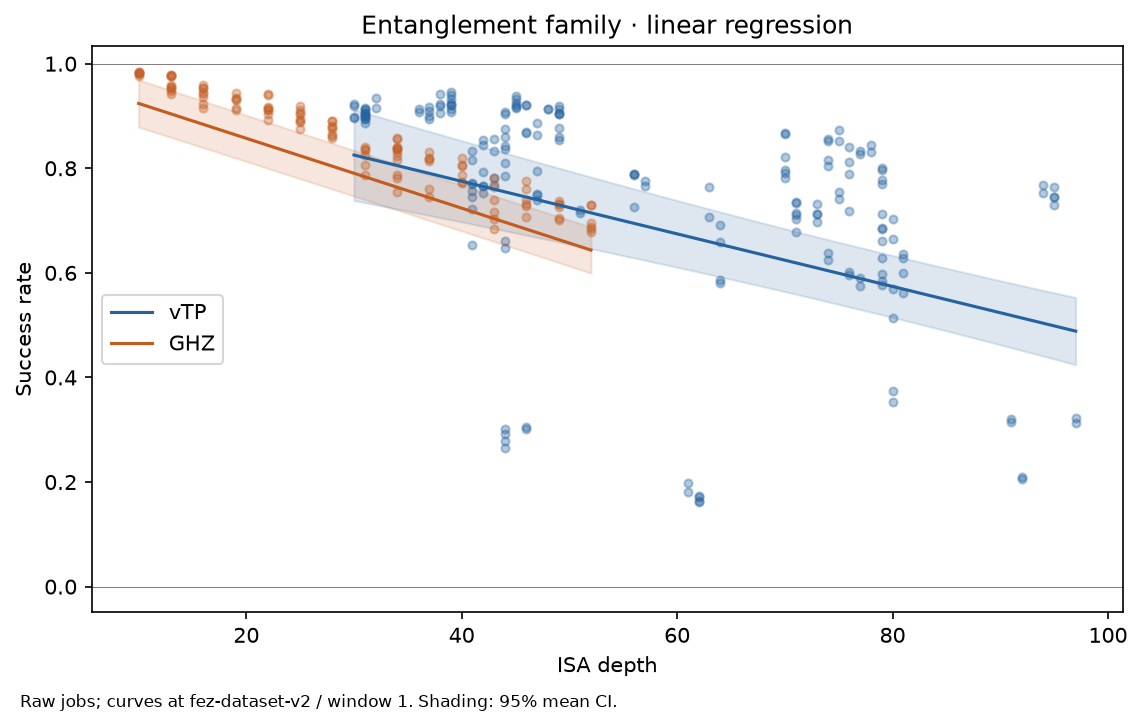 Entanglement family · linear regression
1.0
0.8
0.6
0.4
0.2
0.0
Success rate
vTP
GHZ
20
40
60
80
100
ISA depth
Raw jobs; curves at fez-dataset-v2 / window 1. Shading: 95% mean CI.